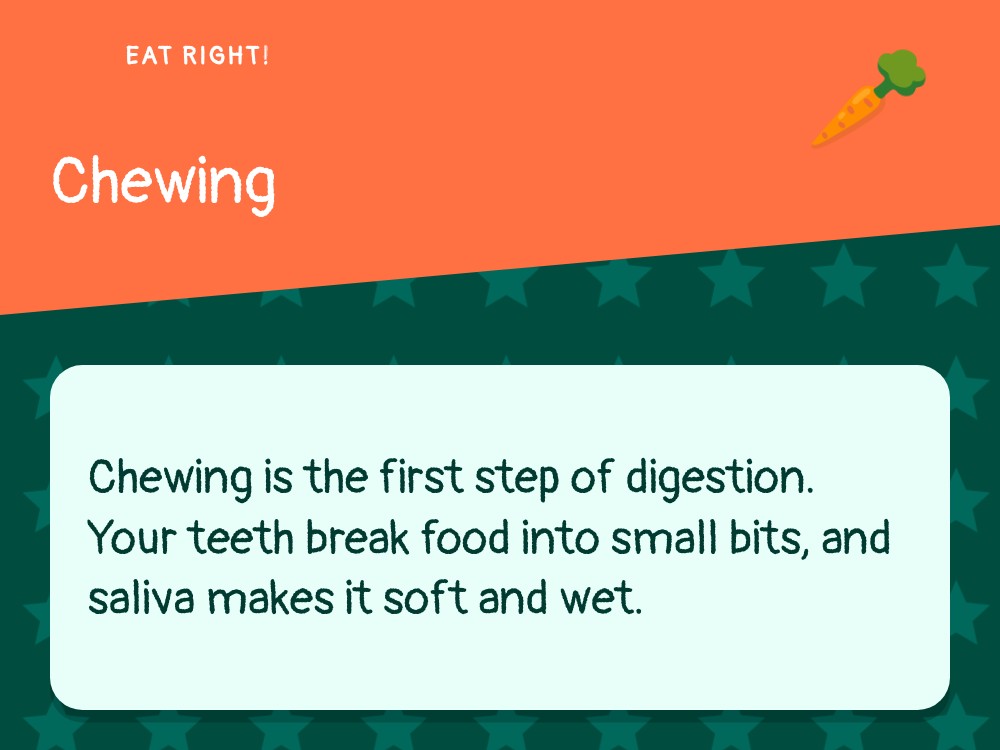 EAT RIGHT!
Chewing
Chewing is the first step of digestion.
Your teeth break food into small bits, and
saliva makes it soft and wet.